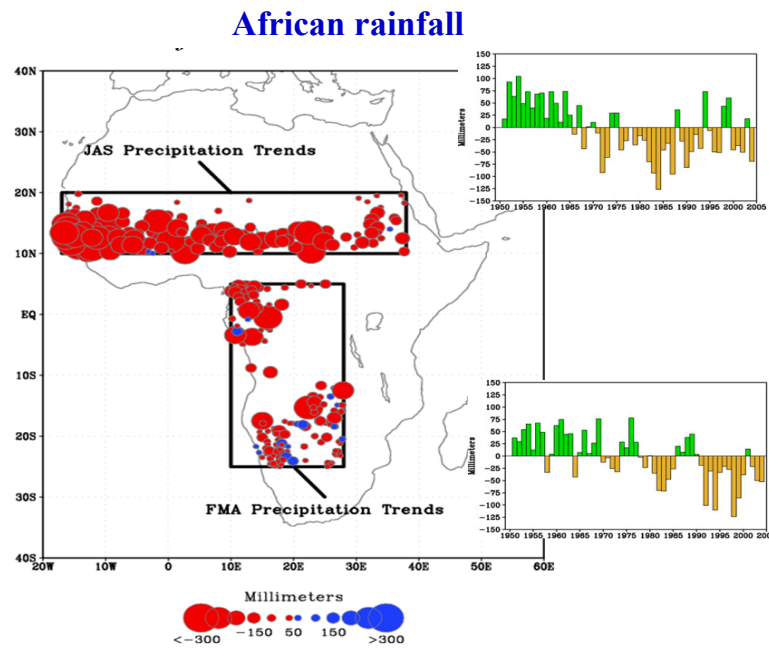 African rainfall
40N
30N
20N
10N
EQ
10S
20S
30S
40S
20W
10W
0
10E
20E
30E
40E
50E
60E
JAS Precipitation Trends
FMA Precipitation Trends
Millimeters
150
125
100
75
50
25
0
-25
-50
-75
-100
-125
-150
1950 1955 1960 1965 1970 1975 1980 1985 1990 1995 2000 2005
Millimeters
150
125
100
75
50
25
0
-25
-50
-75
-100
-125
-150
1950 1955 1960 1965 1970 1975 1980 1985 1990 1995 2000 2005
Millimeters
<-300 -150 50 150 >300